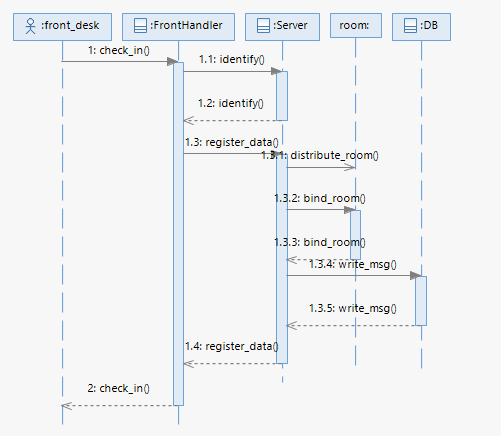 :front_desk
:FrontHandler
:Server
room:
:DB
1: check_in()
1.1: identify()
1.2: identify()
1.3: register_data()
1.3.1: distribute_room()
1.3.2: bind_room()
1.3.3: bind_room()
1.3.4: write_msg()
1.3.5: write_msg()
1.4: register_data()
2: check_in()